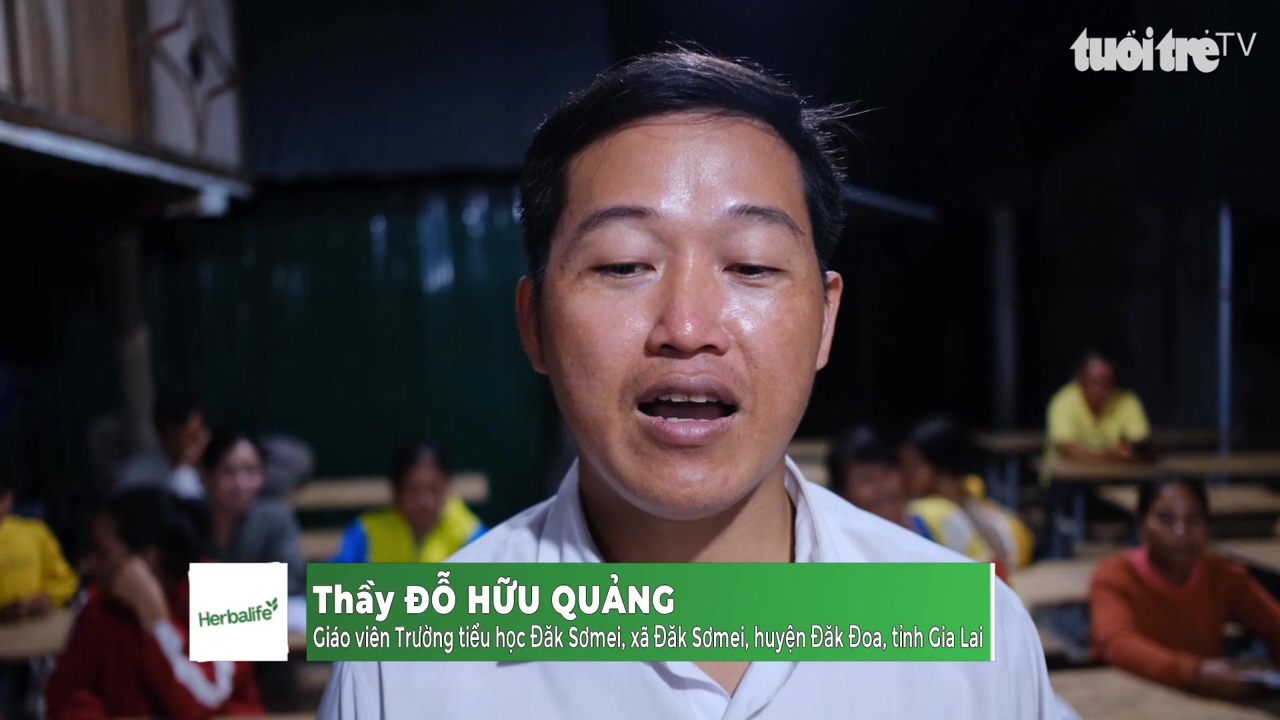 tuổi trẻ TV
Herbalife
Thầy ĐỖ HỮU QUẢNG
Giáo viên Trường tiểu học Đăk Sơmei, xã Đăk Sơmei, huyện Đăk Đoa, tỉnh Gia Lai